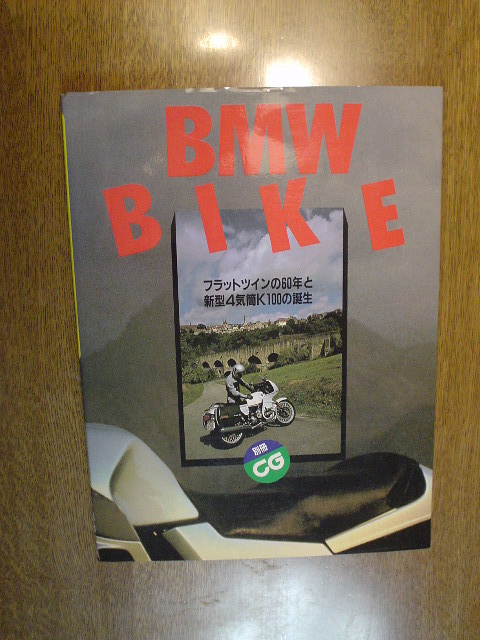 BMW
BIKE
フラットツインの60年と
新型4気筒K100の誕生
別冊
CG